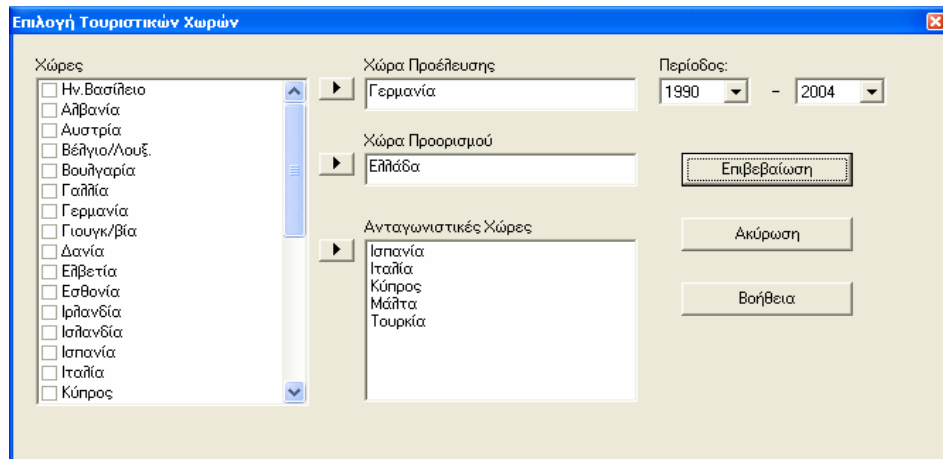 Επιλογή Τουριστικών Χωρών
Χώρες
Ην.Βασίλειο
Αλβανία
Αυστρία
Βέλγιο/Λουξ.
Βουλγαρία
Γαλλία
Γερμανία
Γιουγκ/βία
Δανία
Ελβετία
Εσθονία
Ιρλανδία
Ισλανδία
Ισπανία
Ιταλία
Κύπρος
Χώρα Προέλευσης
Γερμανία
Χώρα Προορισμού
Ελλάδα
Ανταγωνιστικές Χώρες
Ισπανία
Ιταλία
Κύπρος
Μάλτα
Τουρκία
Περίοδος:
1990 - 2004
Επιβεβαίωση
Ακύρωση
Βοήθεια